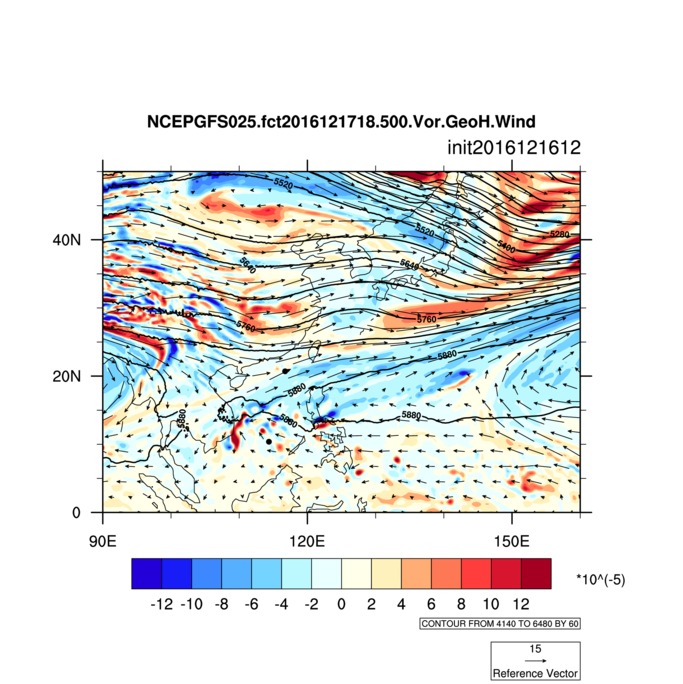 NCEPGFS025.fct2016121718.500.Vor.GeoH.Wind
init2016121612
5520
5520
5280
40N
5400
5640
5640
5760
5760
5880
20N
5880
5880
5880
5880
0
90E 120E 150E
-12 -10 -8 -6 -4 -2 0 2 4 6 8 10 12
*10^(-5)
CONTOUR FROM 4140 TO 6480 BY 60
15
Reference Vector